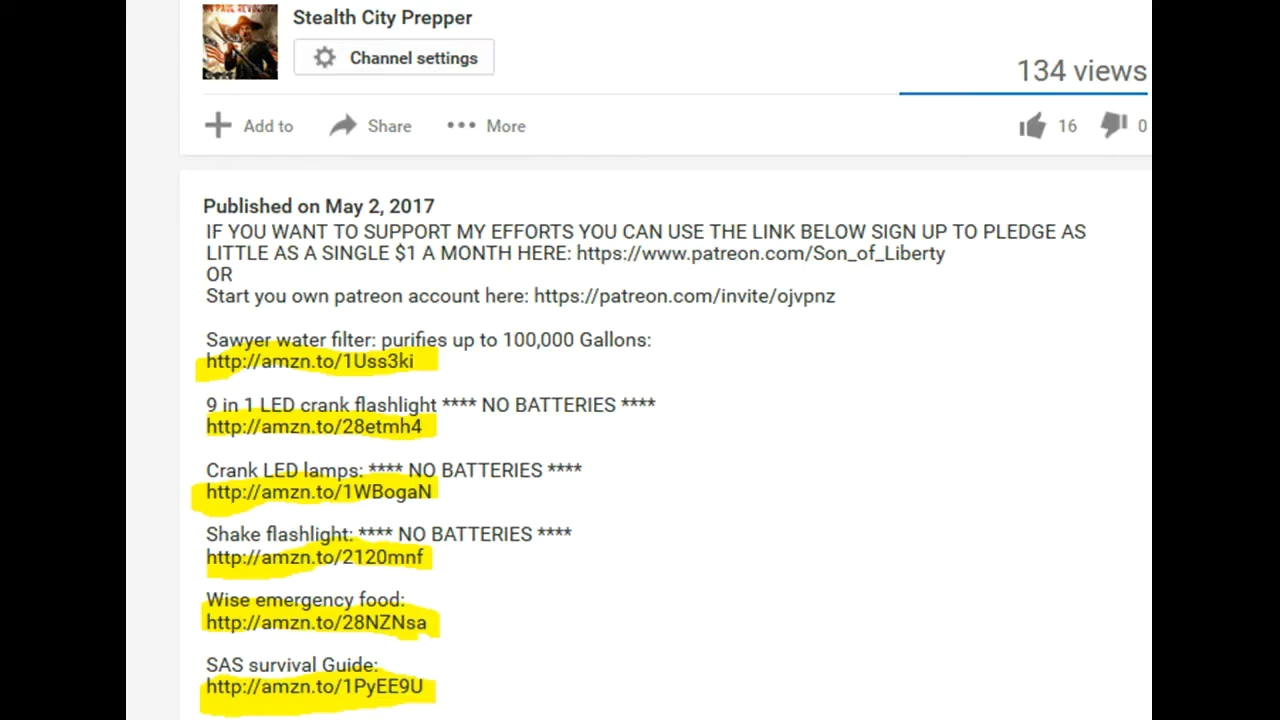 Stealth City Prepper
Channel settings
134 views
Add to
Share
More
16
0
Published on May 2, 2017
IF YOU WANT TO SUPPORT MY EFFORTS YOU CAN USE THE LINK BELOW SIGN UP TO PLEDGE AS
LITTLE AS A SINGLE $1 A MONTH HERE: https://www.patreon.com/Son_of_Liberty
OR
Start you own patreon account here: https://patreon.com/invite/ojvpnz
Sawyer water filter: purifies up to 100,000 Gallons:
http://amzn.to/1Uss3ki
9 in 1 LED crank flashlight **** NO BATTERIES ****
http://amzn.to/28etmh4
Crank LED lamps: **** NO BATTERIES ****
http://amzn.to/1WBogaN
Shake flashlight: **** NO BATTERIES ****
http://amzn.to/2120mnf
Wise emergency food:
http://amzn.to/28NZNsa
SAS survival Guide:
http://amzn.to/1PyEE9U